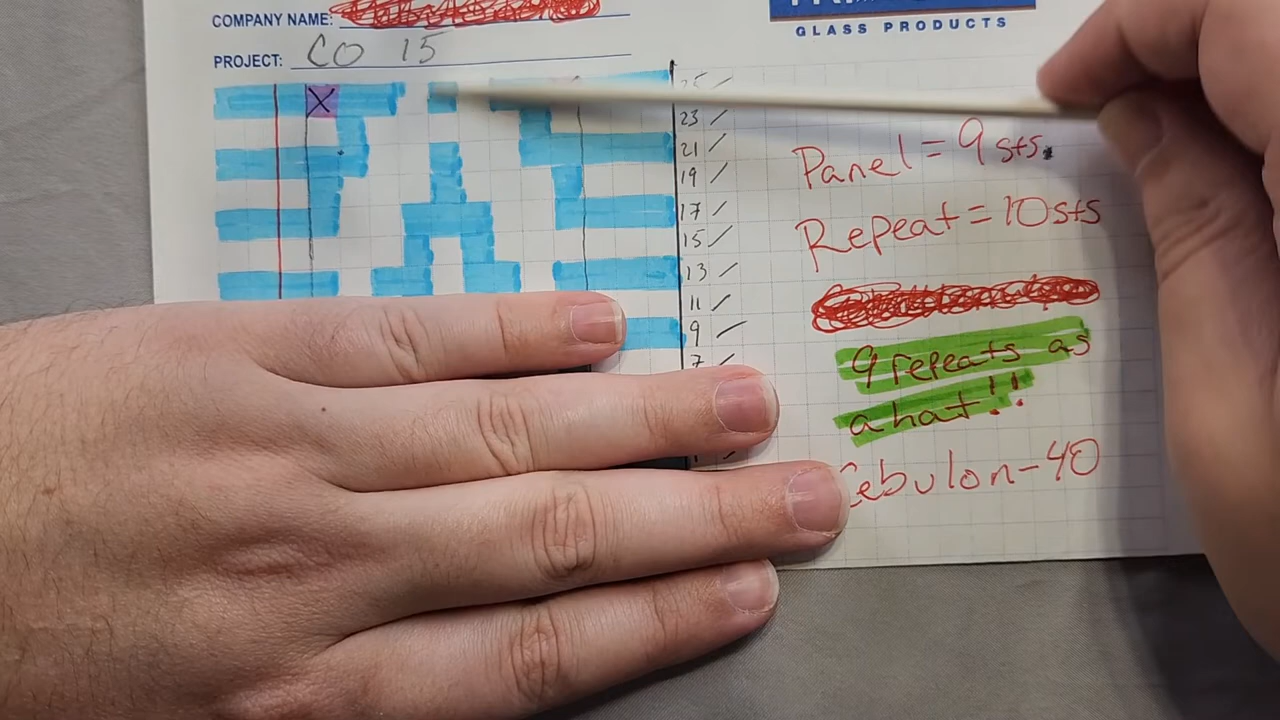 COMPANY NAME:
GLASS PRODUCTS
PROJECT: CO 15
X
23
21
19
17
15
13
11
9
7
Panel = 9 sts.
Repeat = 10 sts
9 repeats as
a hat!!
Cebulon-40